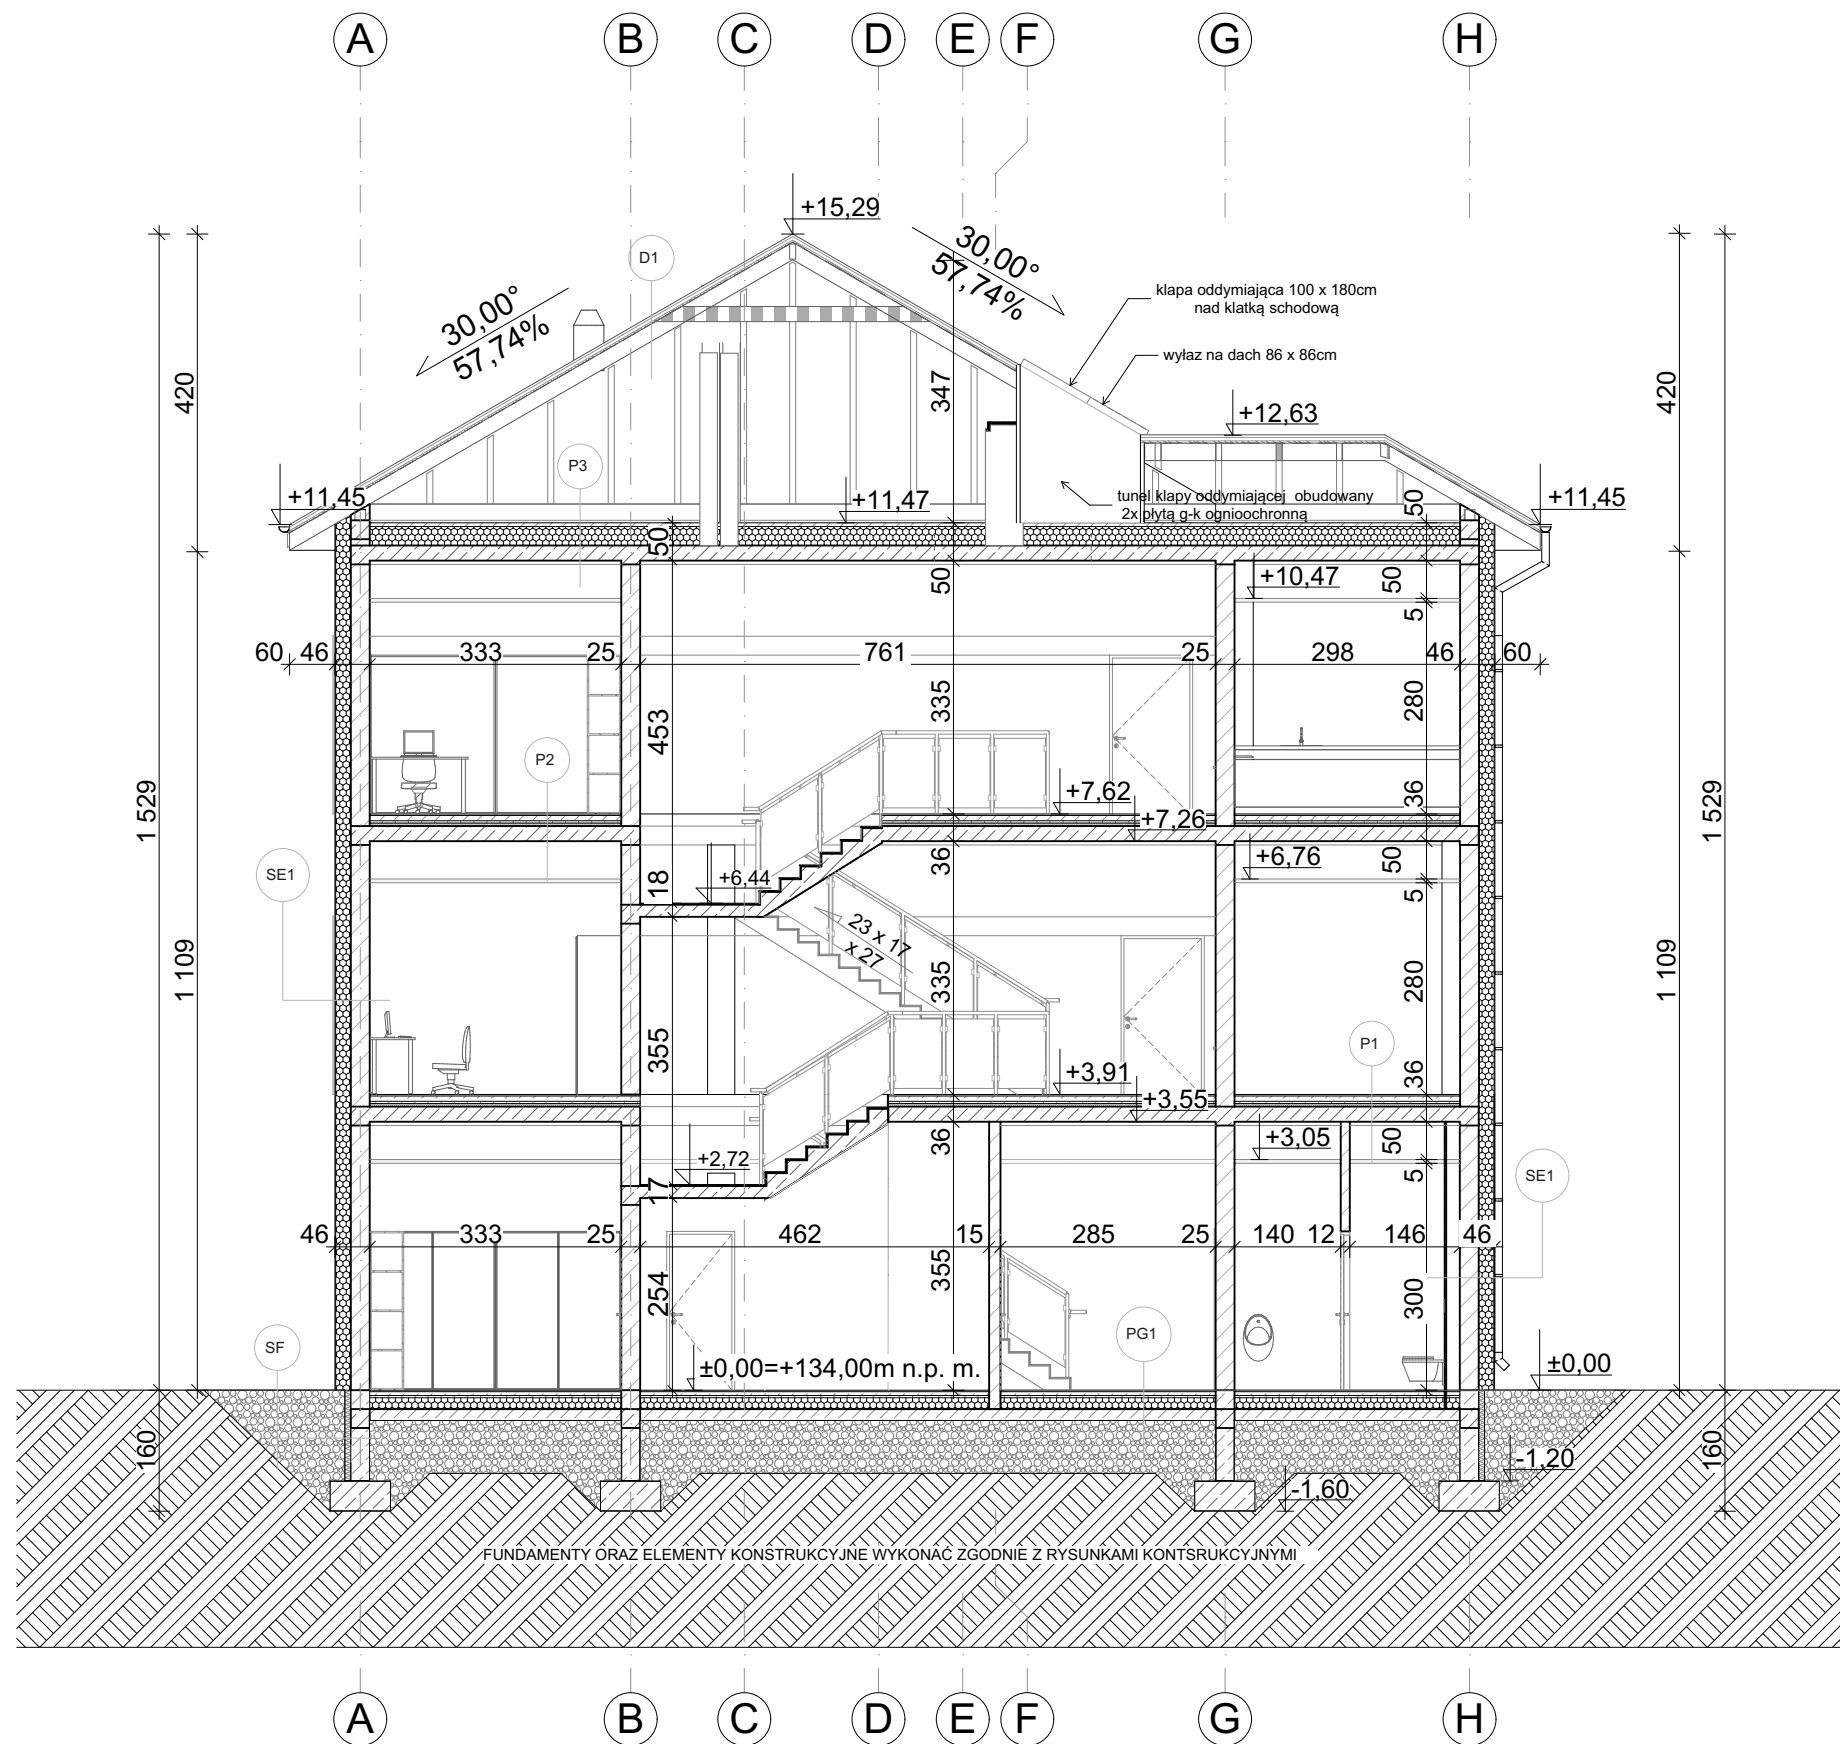 A B C D E F G H
+15,29
30,00°
57,74%
30,00°
57,74%
D1
klapa oddymiająca 100 x 180cm
nad klatką schodową
wyłaz na dach 86 x 86cm
420
347
+12,63
420
P3
+11,45
+11,47
tunel klapy oddymiającej obudowany
2x płytą g-k ognioochronną
50
+11,45
50
50
+10,47
50
5
60 46 333 25 761 25 298 46 60
453
335
280
P2
1 529
1 529
+7,62
36
+7,26
36
+6,76
50
5
SE1
18
+6,44
23 x 17
x 27
1 109
355
335
280
1 109
P1
+3,91
36
+3,55
36
+3,05
50
5
+2,72
17
SE1
46 333 25 462 15 285 25 140 12 146 46
254
355
300
SF
PG1
±0,00=+134,00m n.p. m.
±0,00
160
160
-1,20
-1,60
FUNDAMENTY ORAZ ELEMENTY KONSTRUKCYJNE WYKONAĆ ZGODNIE Z RYSUNKAMI KONTSRUKCYJNYMI
A B C D E F G H